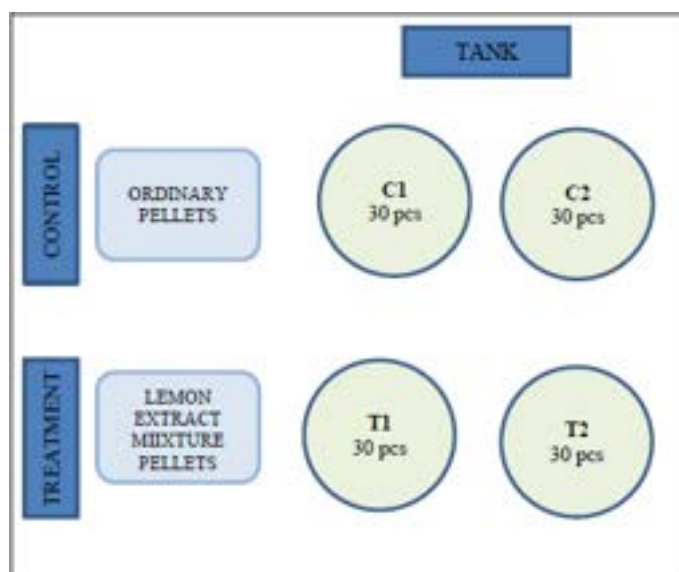 TANK
CONTROL
ORDINARY
PELLETS
C1
30 pcs
C2
30 pcs
TREATMENT
LEMON
EXTRACT
MIIXTURE
PELLETS
T1
30 pcs
T2
30 pcs